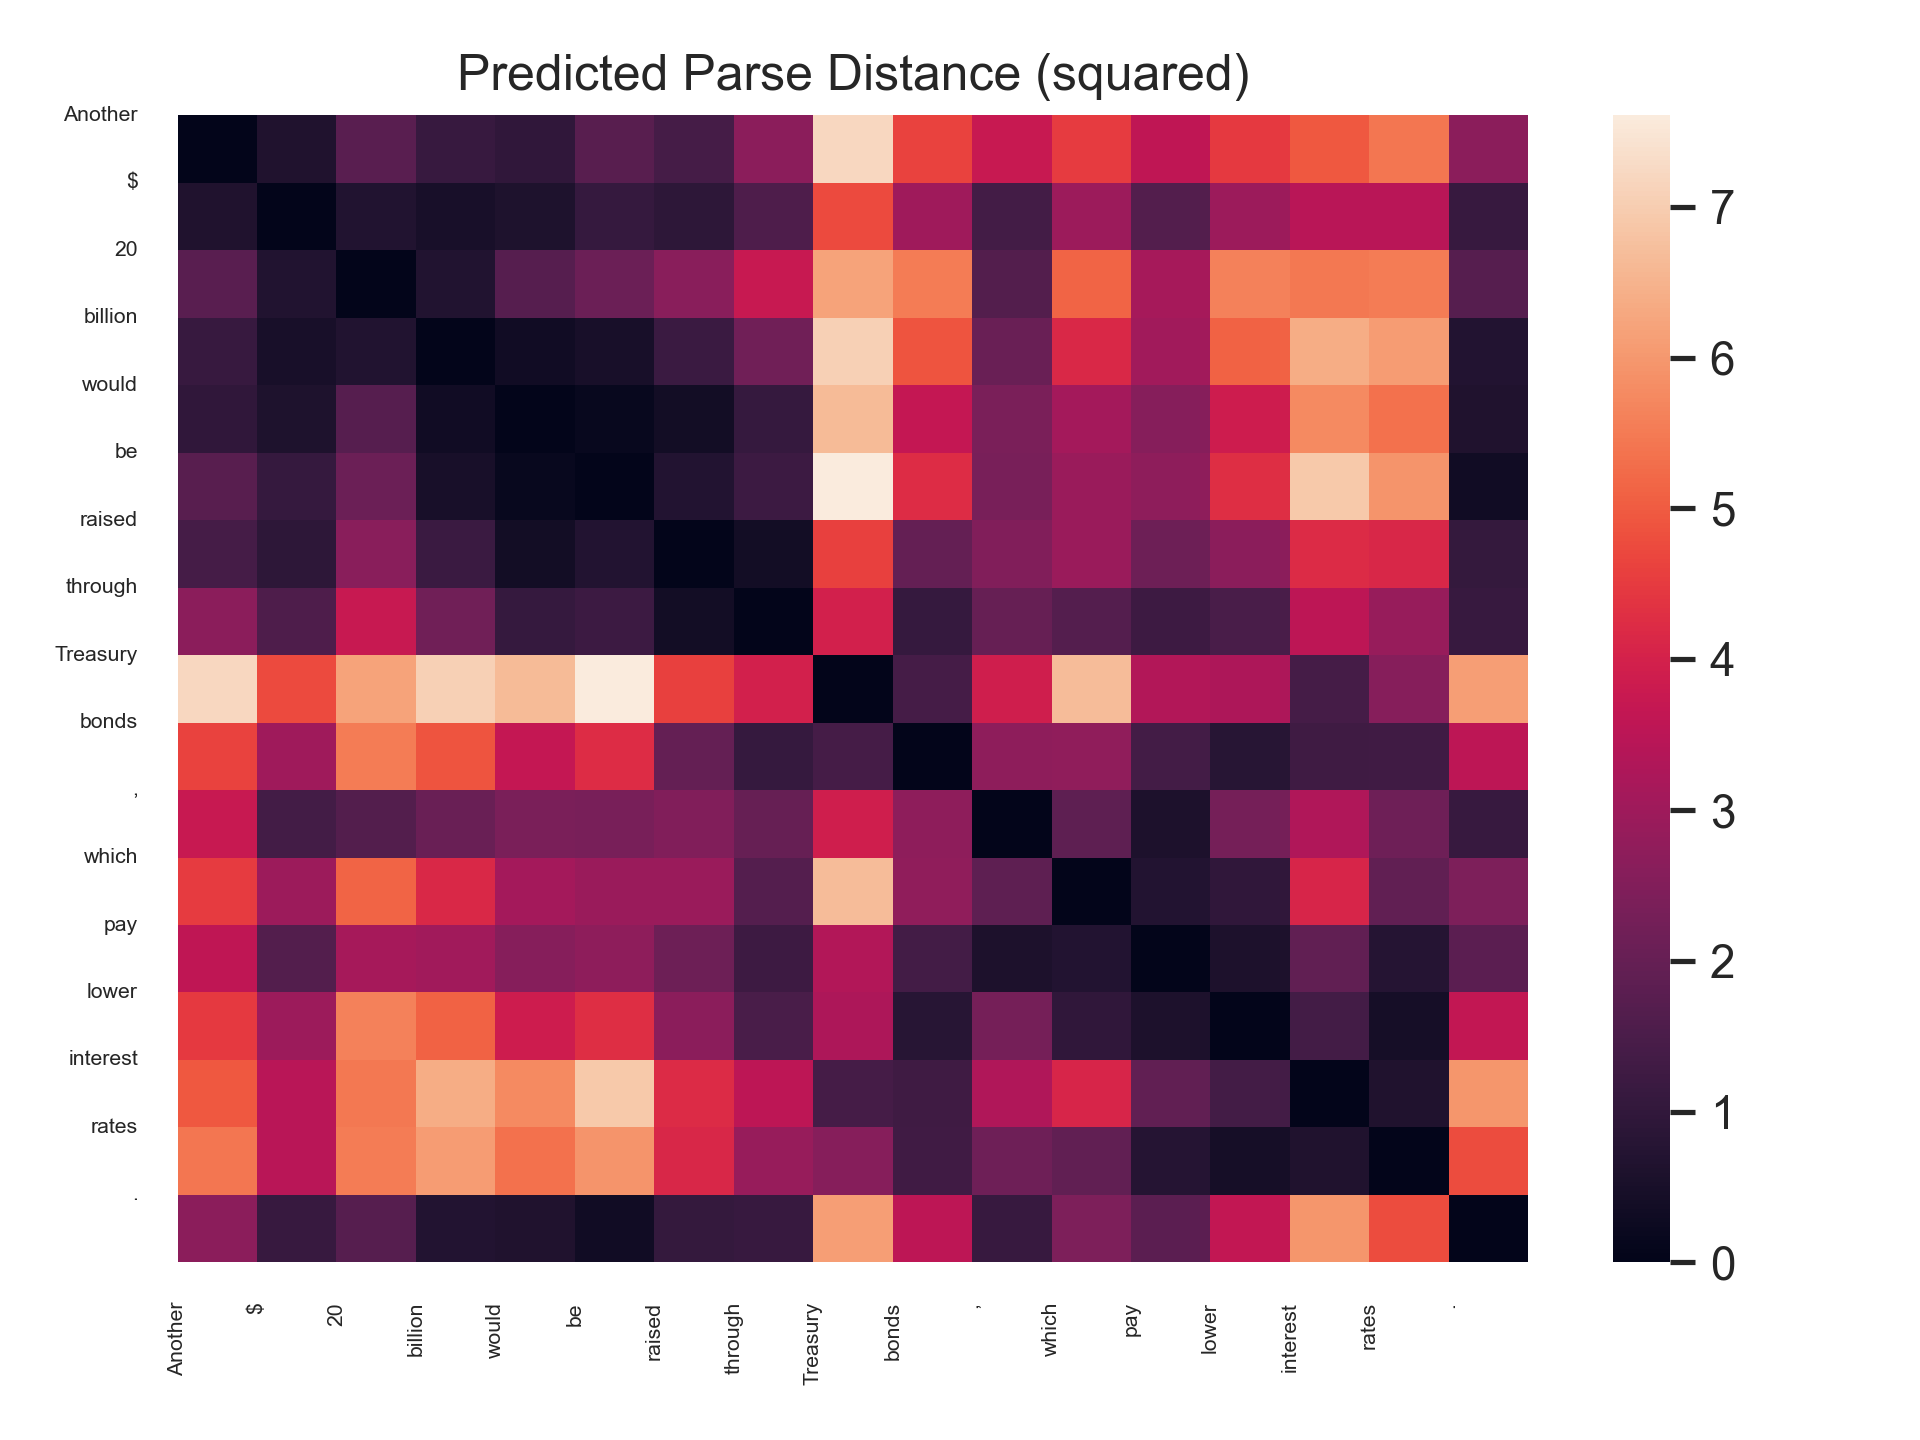 Predicted Parse Distance (squared)
Another
$
20
billion
would
be
raised
through
Treasury
bonds
,
which
pay
lower
interest
rates
.
7
6
5
4
3
2
1
0
Another
$
20
billion
would
be
raised
through
Treasury
bonds
,
which
pay
lower
interest
rates
.